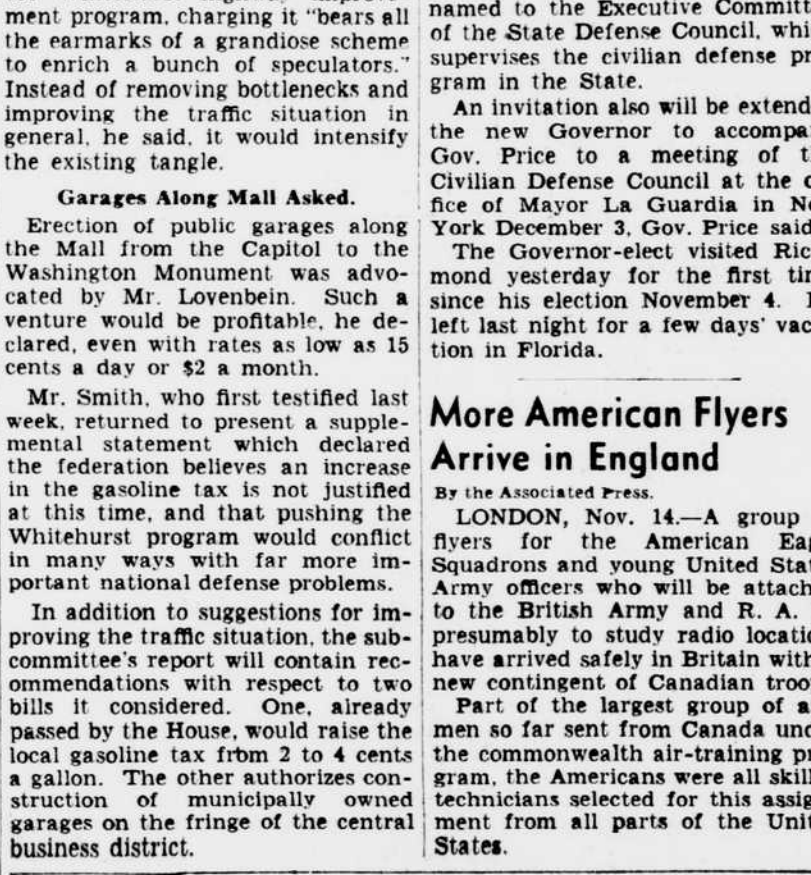 ment program, charging it "bears all
the earmarks of a grandiose scheme
to enrich a bunch of speculators."
Instead of removing bottlenecks and
improving the traffic situation in
general, he said, it would intensify
the existing tangle.
Garages Along Mall Asked.
Erection of public garages along
the Mall from the Capitol to the
Washington Monument was advo-
cated by Mr. Lovenbein. Such a
venture would be profitable, he de-
clared, even with rates as low as 15
cents a day or $2 a month.
Mr. Smith, who first testified last
week, returned to present a supple-
mental statement which declared
the federation believes an increase
in the gasoline tax is not justified
at this time, and that pushing the
Whitehurst program would conflict
in many ways with far more im-
portant national defense problems.
In addition to suggestions for im-
proving the traffic situation, the sub-
committee's report will contain rec-
ommendations with respect to two
bills it considered. One, already
passed by the House, would raise the
local gasoline tax frbm 2 to 4 cents
a gallon. The other authorizes con-
struction of municipally owned
garages on the fringe of the central
business district.
named to the Executive Committ
of the State Defense Council, whi
supervises the civilian defense pr
gram in the State.
An invitation also will be extend
the new Governor to accompa
Gov. Price to a meeting of t
Civilian Defense Council at the o
fice of Mayor La Guardia in Ne
York December 3, Gov. Price said
The Governor-elect visited Ric
mond yesterday for the first tim
since his election November 4.
left last night for a few days' vac
tion in Florida.
More American Flyers
Arrive in England
By the Associated Press.
LONDON, Nov. 14.—A group
flyers for the American Eag
Squadrons and young United Stat
Army officers who will be attach
to the British Army and R. A.
presumably to study radio locatio
have arrived safely in Britain with
new contingent of Canadian troo
Part of the largest group of a
men so far sent from Canada und
the commonwealth air-training pr
gram, the Americans were all skill
technicians selected for this assig
ment from all parts of the Unit
States.